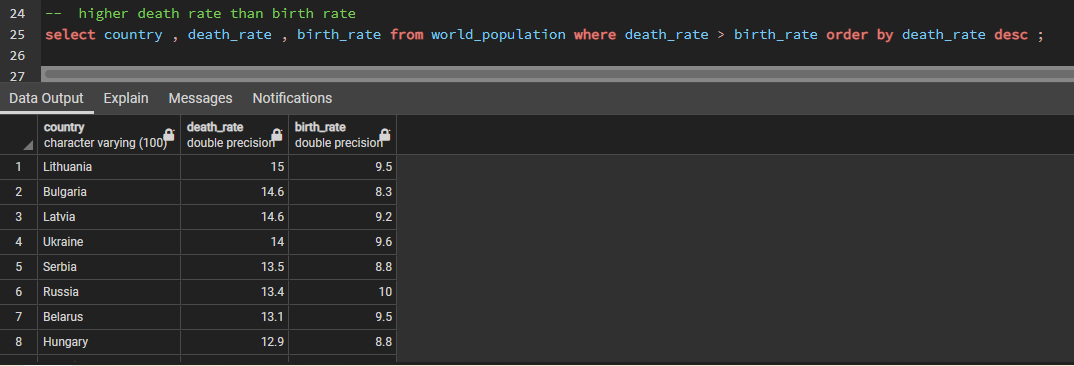 24 -- higher death rate than birth rate
25 select country , death_rate , birth_rate from world_population where death_rate > birth_rate order by death_rate desc ;
26
27
Data Output Explain Messages Notifications
country death_rate birth_rate
character varying (100) double precision double precision
1 Lithuania 15 9.5
2 Bulgaria 14.6 8.3
3 Latvia 14.6 9.2
4 Ukraine 14 9.6
5 Serbia 13.5 8.8
6 Russia 13.4 10
7 Belarus 13.1 9.5
8 Hungary 12.9 8.8